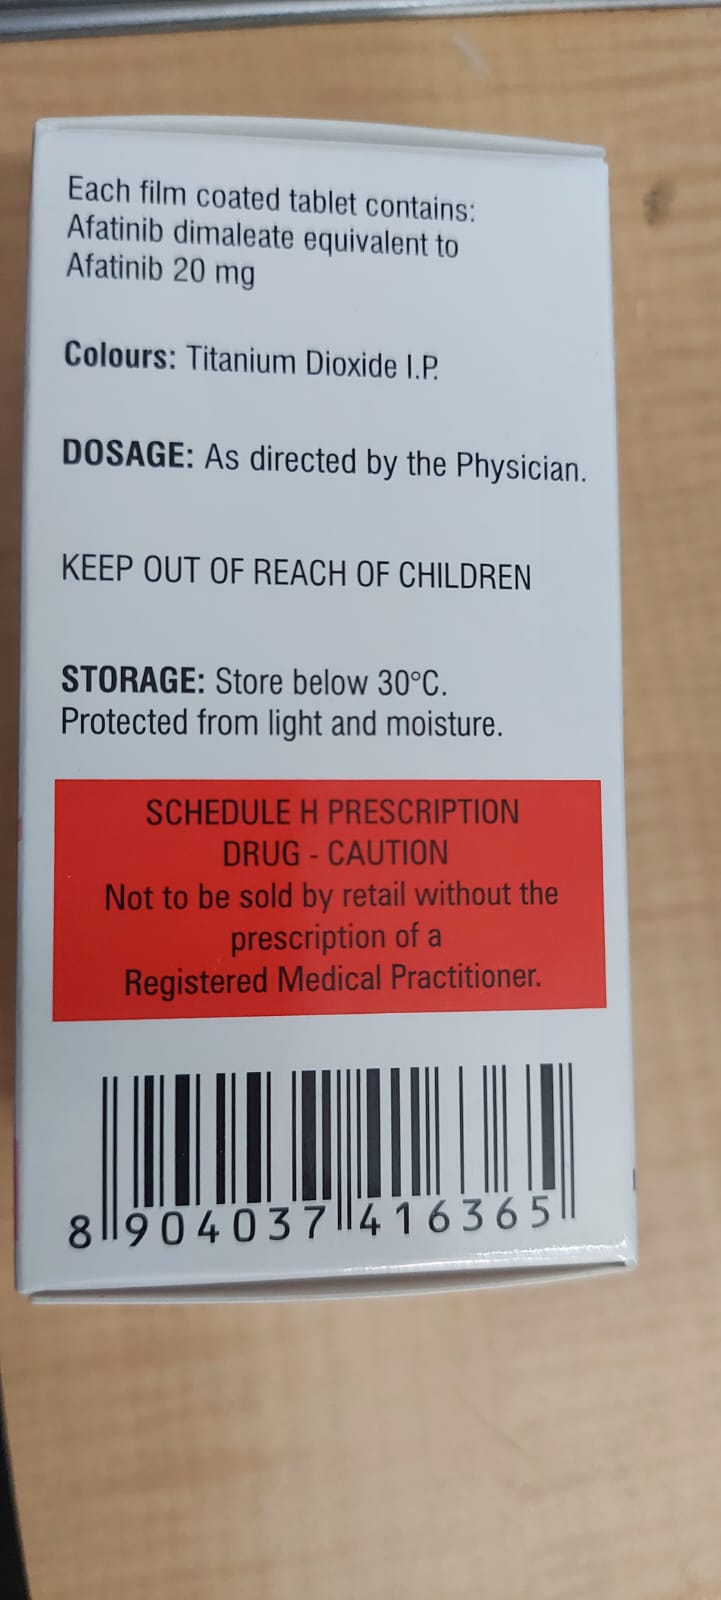 Each film coated tablet contains:
Afatinib dimaleate equivalent to
Afatinib 20 mg
Colours: Titanium Dioxide I.P.
DOSAGE: As directed by the Physician.
KEEP OUT OF REACH OF CHILDREN
STORAGE: Store below 30°C.
Protected from light and moisture.
SCHEDULE H PRESCRIPTION
DRUG - CAUTION
Not to be sold by retail without the
prescription of a
Registered Medical Practitioner.
8 904037 416365